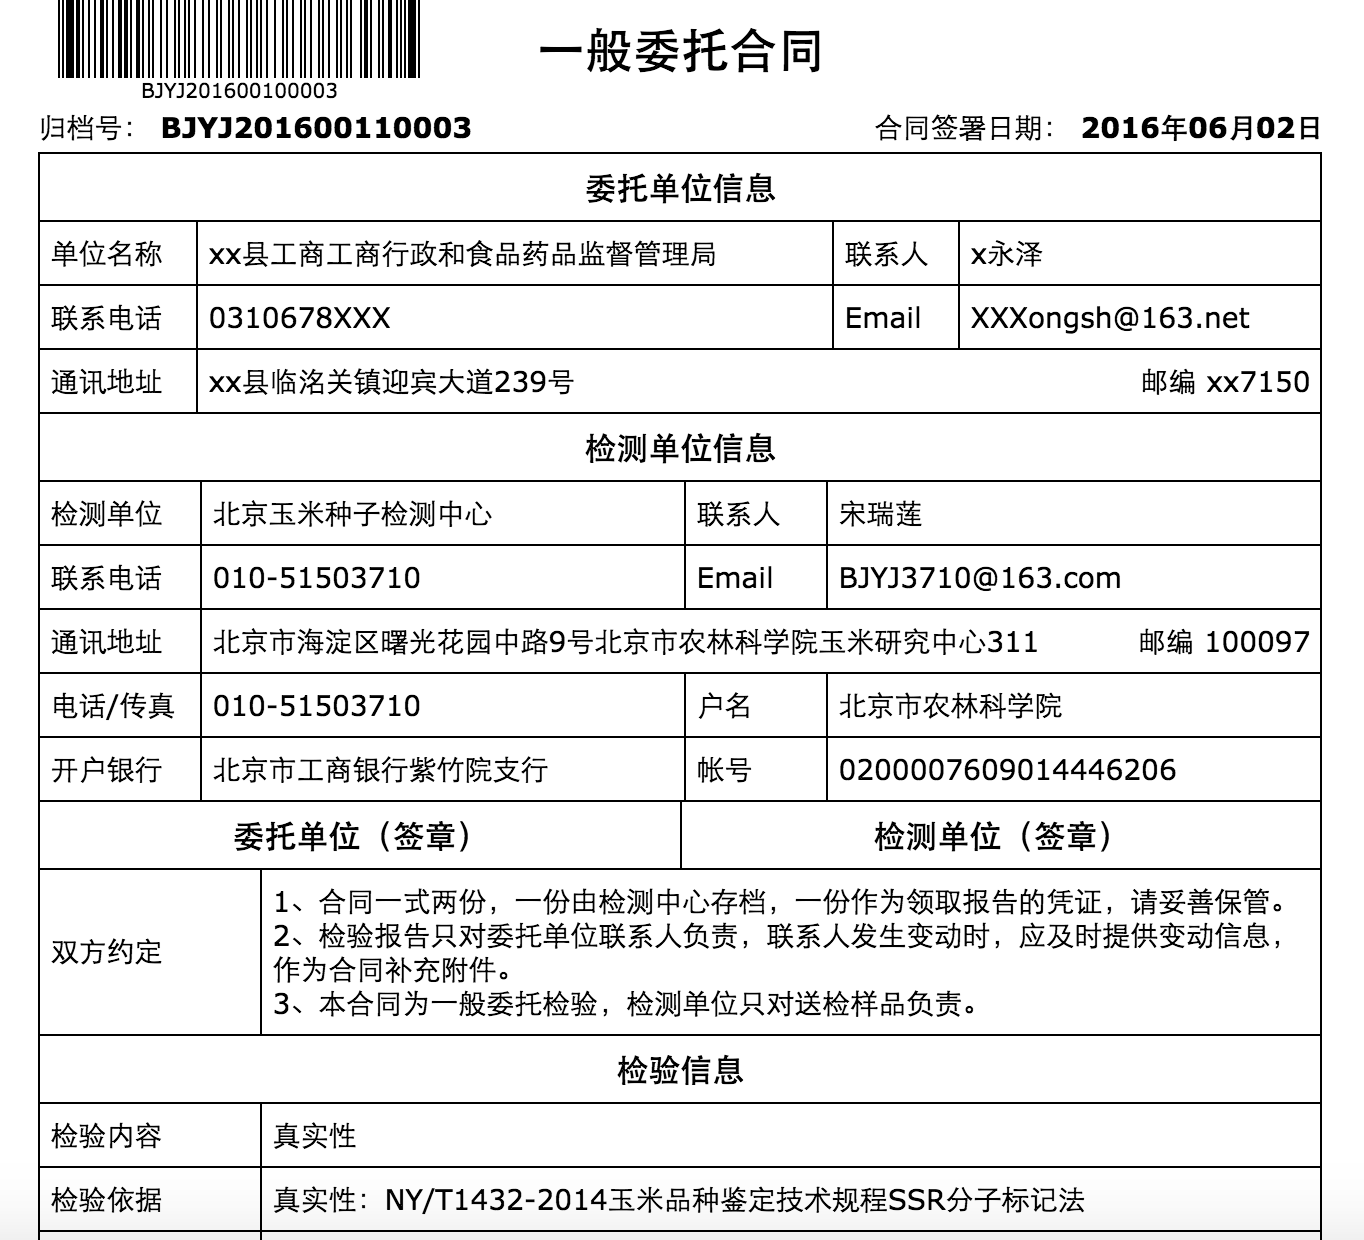 一般委托合同
BJYJ201600100003
归档号： BJYJ201600110003 合同签署日期： 2016年06月02日
委托单位信息
单位名称 xx县工商工商行政和食品药品监督管理局 联系人 x永泽
联系电话 0310678XXX Email XXXongsh@163.net
通讯地址 xx县临洺关镇迎宾大道239号 邮编 xx7150
检测单位信息
检测单位 北京玉米种子检测中心 联系人 宋瑞莲
联系电话 010-51503710 Email BJYJ3710@163.com
通讯地址 北京市海淀区曙光花园中路9号北京市农林科学院玉米研究中心311 邮编 100097
电话/传真 010-51503710 户名 北京市农林科学院
开户银行 北京市工商银行紫竹院支行 帐号 0200007609014446206
委托单位（签章） 检测单位（签章）
双方约定
1、合同一式两份，一份由检测中心存档，一份作为领取报告的凭证，请妥善保管。
2、检验报告只对委托单位联系人负责，联系人发生变动时，应及时提供变动信息，
作为合同补充附件。
3、本合同为一般委托检验，检测单位只对送检样品负责。
检验信息
检验内容 真实性
检验依据 真实性：NY/T1432-2014玉米品种鉴定技术规程SSR分子标记法